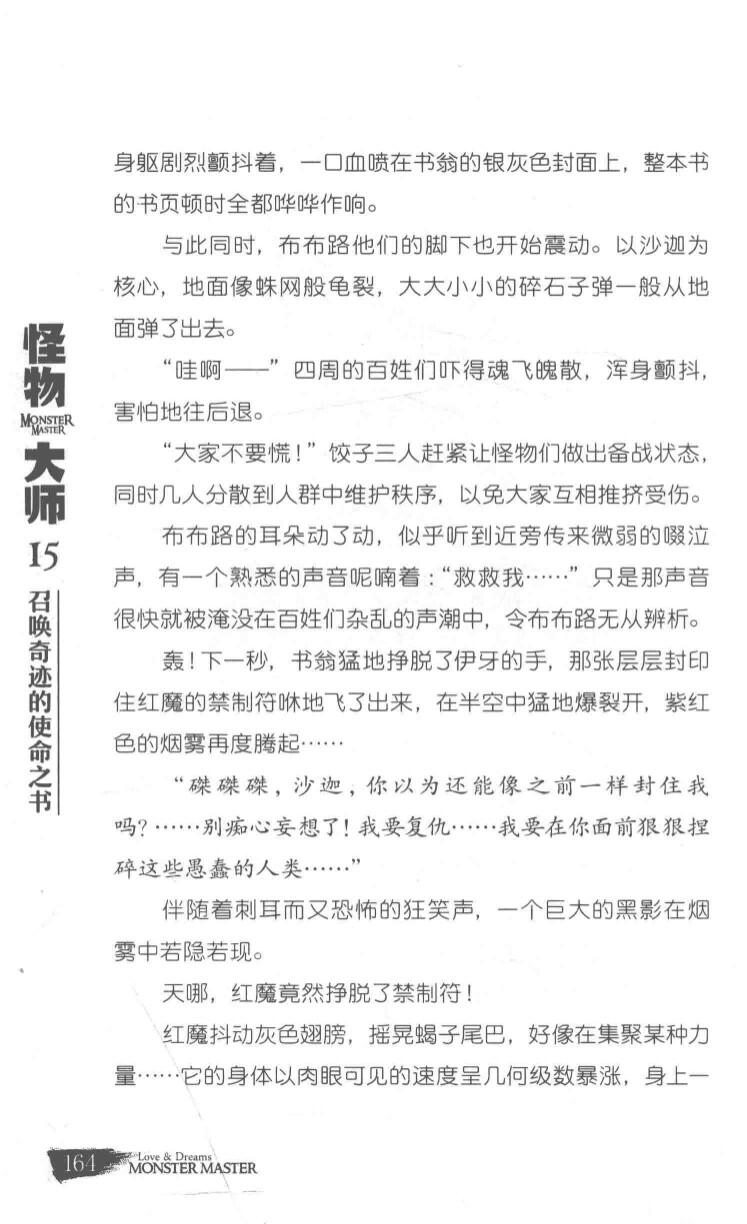 身躯剧烈颤抖着，一口血喷在书翁的银灰色封面上，整本书
的书页顿时全都哗哗作响。
与此同时，布布路他们的脚下也开始震动。以沙迦为
核心，地面像蛛网般龟裂，大大小小的碎石子弹一般从地
面弹了出去。
“哇啊——”四周的百姓们吓得魂飞魄散，浑身颤抖，
害怕地往后退。
“大家不要慌！”饺子三人赶紧让怪物们做出备战状态，
同时几人分散到人群中维护秩序，以免大家互相推挤受伤。
布布路的耳朵动了动，似乎听到近旁传来微弱的啜泣
声，有一个熟悉的声音呢喃着：“救救我……”只是那声音
很快就被淹没在百姓们杂乱的声潮中，令布布路无从辨析。
轰！下一秒，书翁猛地挣脱了伊牙的手，那张层层封印
住红魔的禁制符咻地飞了出来，在半空中猛地爆裂开，紫红
色的烟雾再度腾起……
“磔磔磔，沙迦，你以为还能像之前一样封住我
吗？……别痴心妄想了！我要复仇……我要在你面前狠狠捏
碎这些愚蠢的人类……”
伴随着刺耳而又恐怖的狂笑声，一个巨大的黑影在烟
雾中若隐若现。
天哪，红魔竟然挣脱了禁制符！
红魔抖动灰色翅膀，摇晃蝎子尾巴，好像在集聚某种力
量……它的身体以肉眼可见的速度呈几何级数暴涨，身上一
怪物
MONSTER
MASTER
大师
15
召唤奇迹的使命之书
164
Love & Dreams
MONSTER MASTER